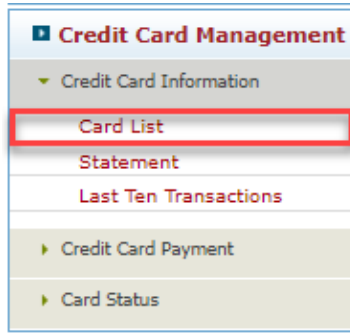 Credit Card Management
Credit Card Information
Card List
Statement
Last Ten Transactions
Credit Card Payment
Card Status